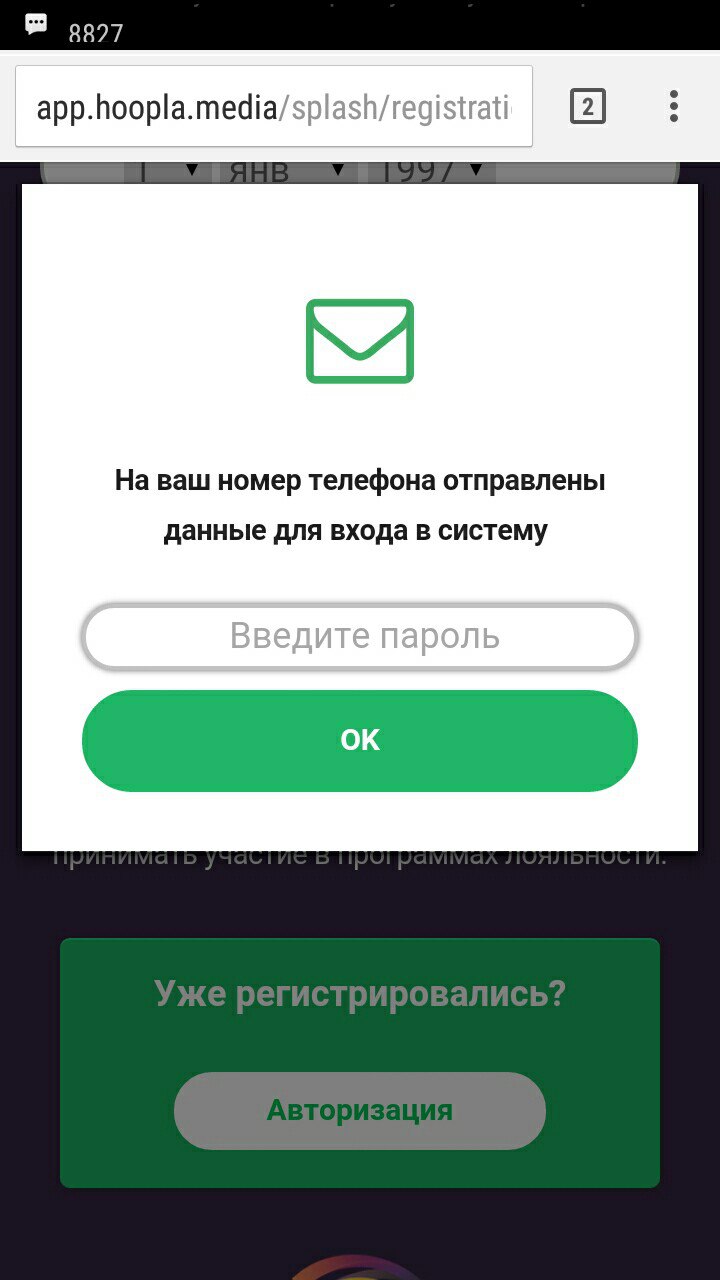 8827
app.hoopla.media/splash/registrati
2
1 янв 1997
На ваш номер телефона отправлены
данные для входа в систему
Введите пароль
OK
принимать участие в программах лояльности.
Уже регистрировались?
Авторизация